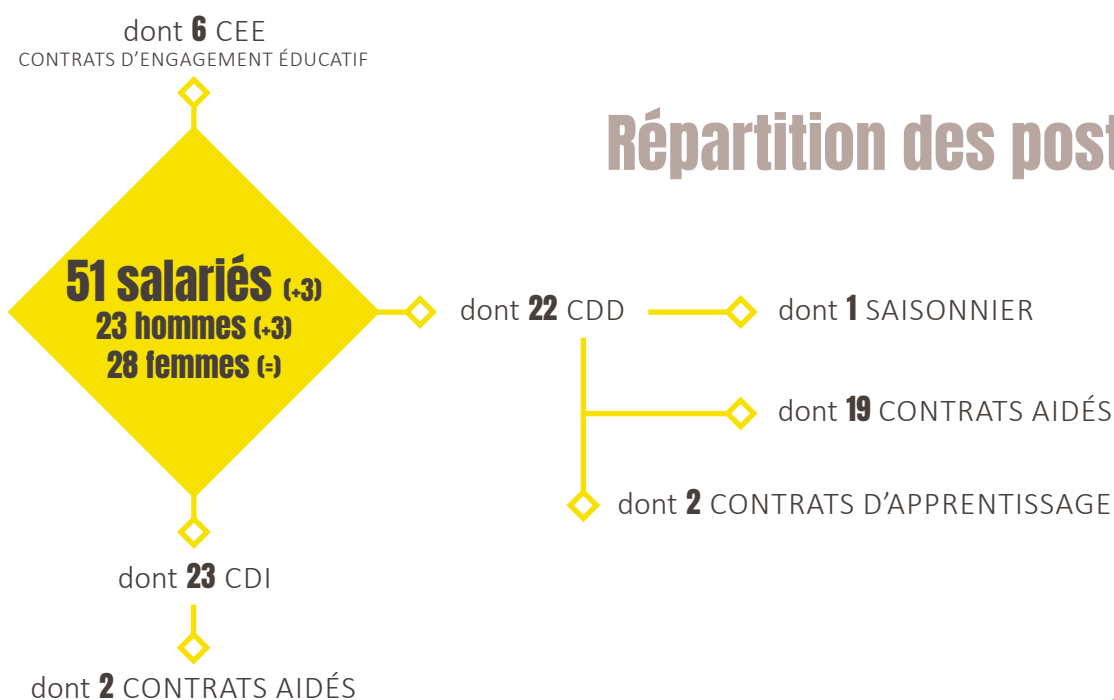 dont 6 CEE
CONTRATS D’ENGAGEMENT ÉDUCATIF
Répartition des post
51 salariés (+3)
23 hommes (+3)
28 femmes (=)
dont 22 CDD
dont 1 SAISONNIER
dont 19 CONTRATS AIDÉS
dont 2 CONTRATS D’APPRENTISSAGE
dont 23 CDI
dont 2 CONTRATS AIDÉS